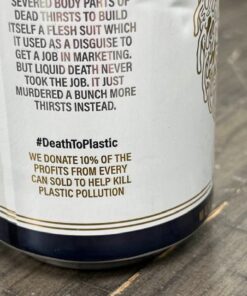 SEVERED BODY PARTS OF
DEAD THIRSTS TO BUILD
ITSELF A FLESH SUIT WHICH
IT USED AS A DISGUISE TO
GET A JOB IN MARKETING.
BUT LIQUID DEATH NEVER
TOOK THE JOB. IT JUST
MURDERED A BUNCH MORE
THIRSTS INSTEAD.
#DeathToPlastic
WE DONATE 10% OF THE
PROFITS FROM EVERY
CAN SOLD TO HELP KILL
PLASTIC POLLUTION